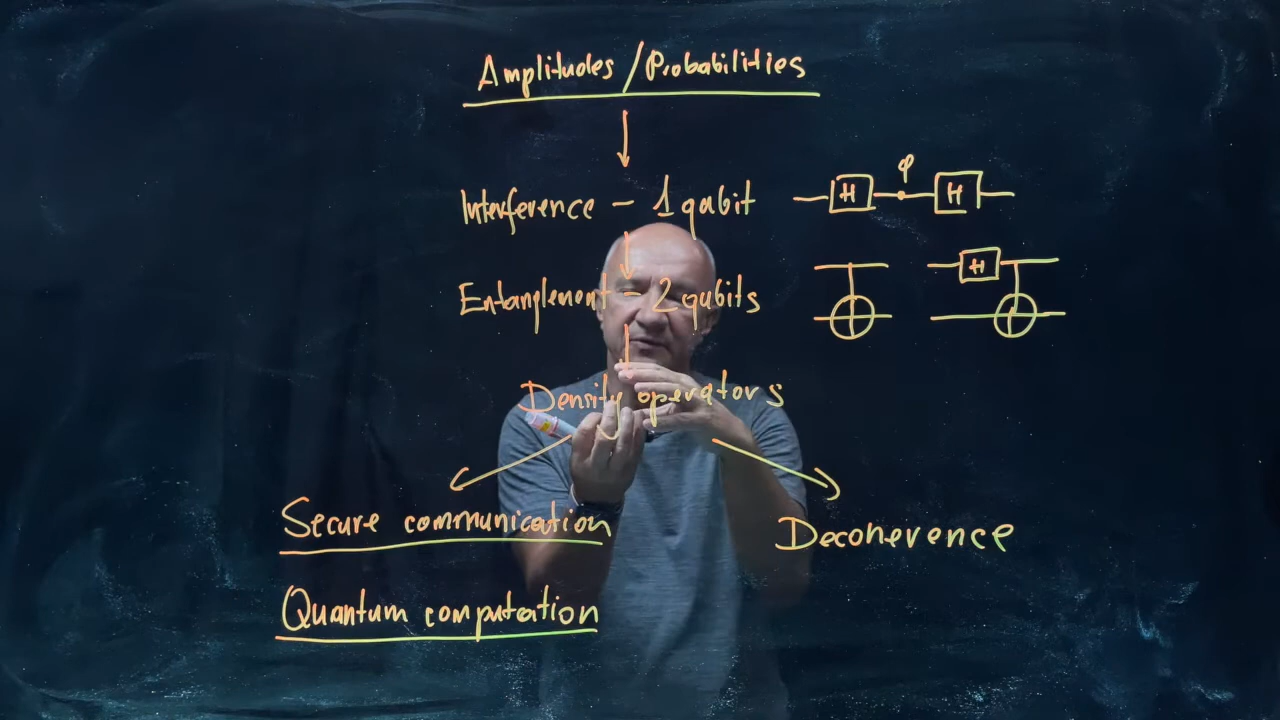 Amplitudes / Probabilities
Interference - 1 qubit
H φ H
Entanglement - 2 qubits
H
Density operators
Secure communication
Decoherence
Quantum computation